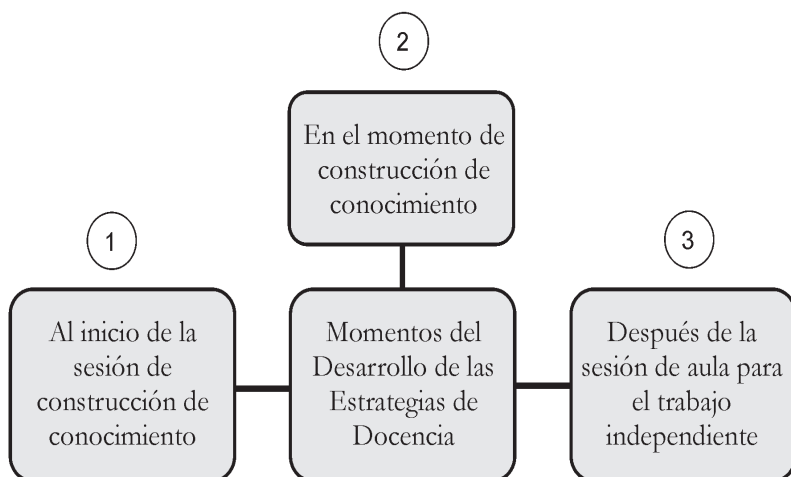 2
En el momento de
construcción de
conocimiento
1
Al inicio de la
sesión de
construcción de
conocimiento
Momentos del
Desarrollo de las
Estrategias de
Docencia
3
Después de la
sesión de aula para
el trabajo
independiente